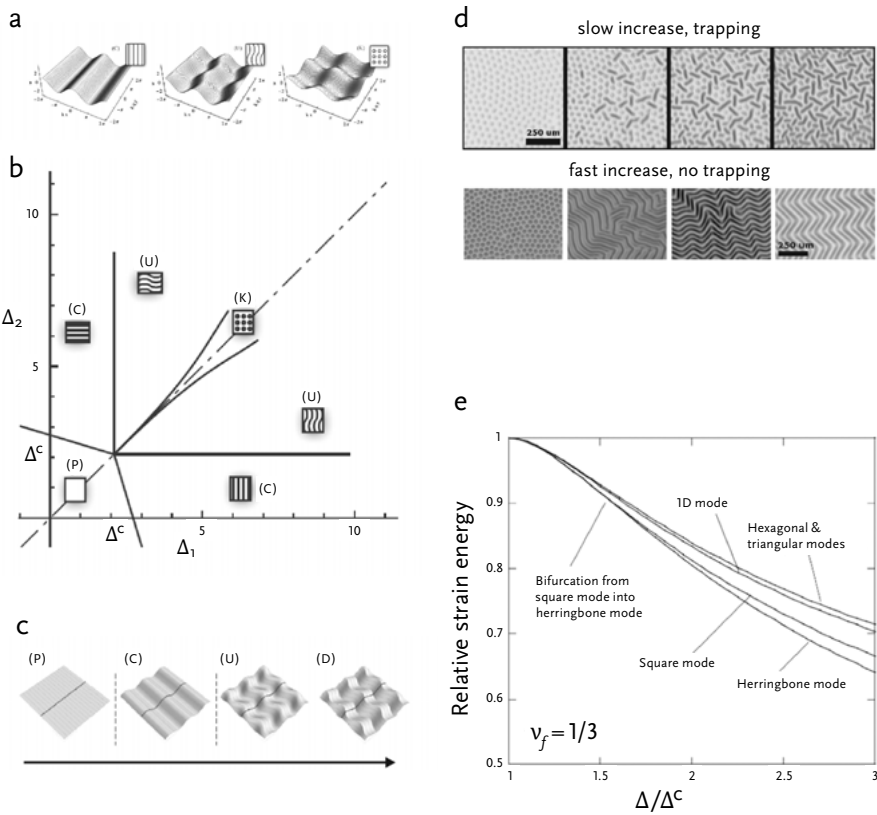 a
(C)
(U)
(K)
b
10
5
Δ₂
Δᶜ
(U)
(K)
(C)
(U)
(P)
(C)
Δᶜ
5
10
Δ₁
c
(P)
(C)
(U)
(D)
d
slow increase, trapping
250 um
fast increase, no trapping
250 um
e
Relative strain energy
1
0.9
0.8
0.7
0.6
0.5
1D mode
Hexagonal &
triangular modes
Bifurcation from
square mode into
herringbone mode
Square mode
Herringbone mode
ν_f = 1/3
1
1.5
2
2.5
3
Δ/Δᶜ